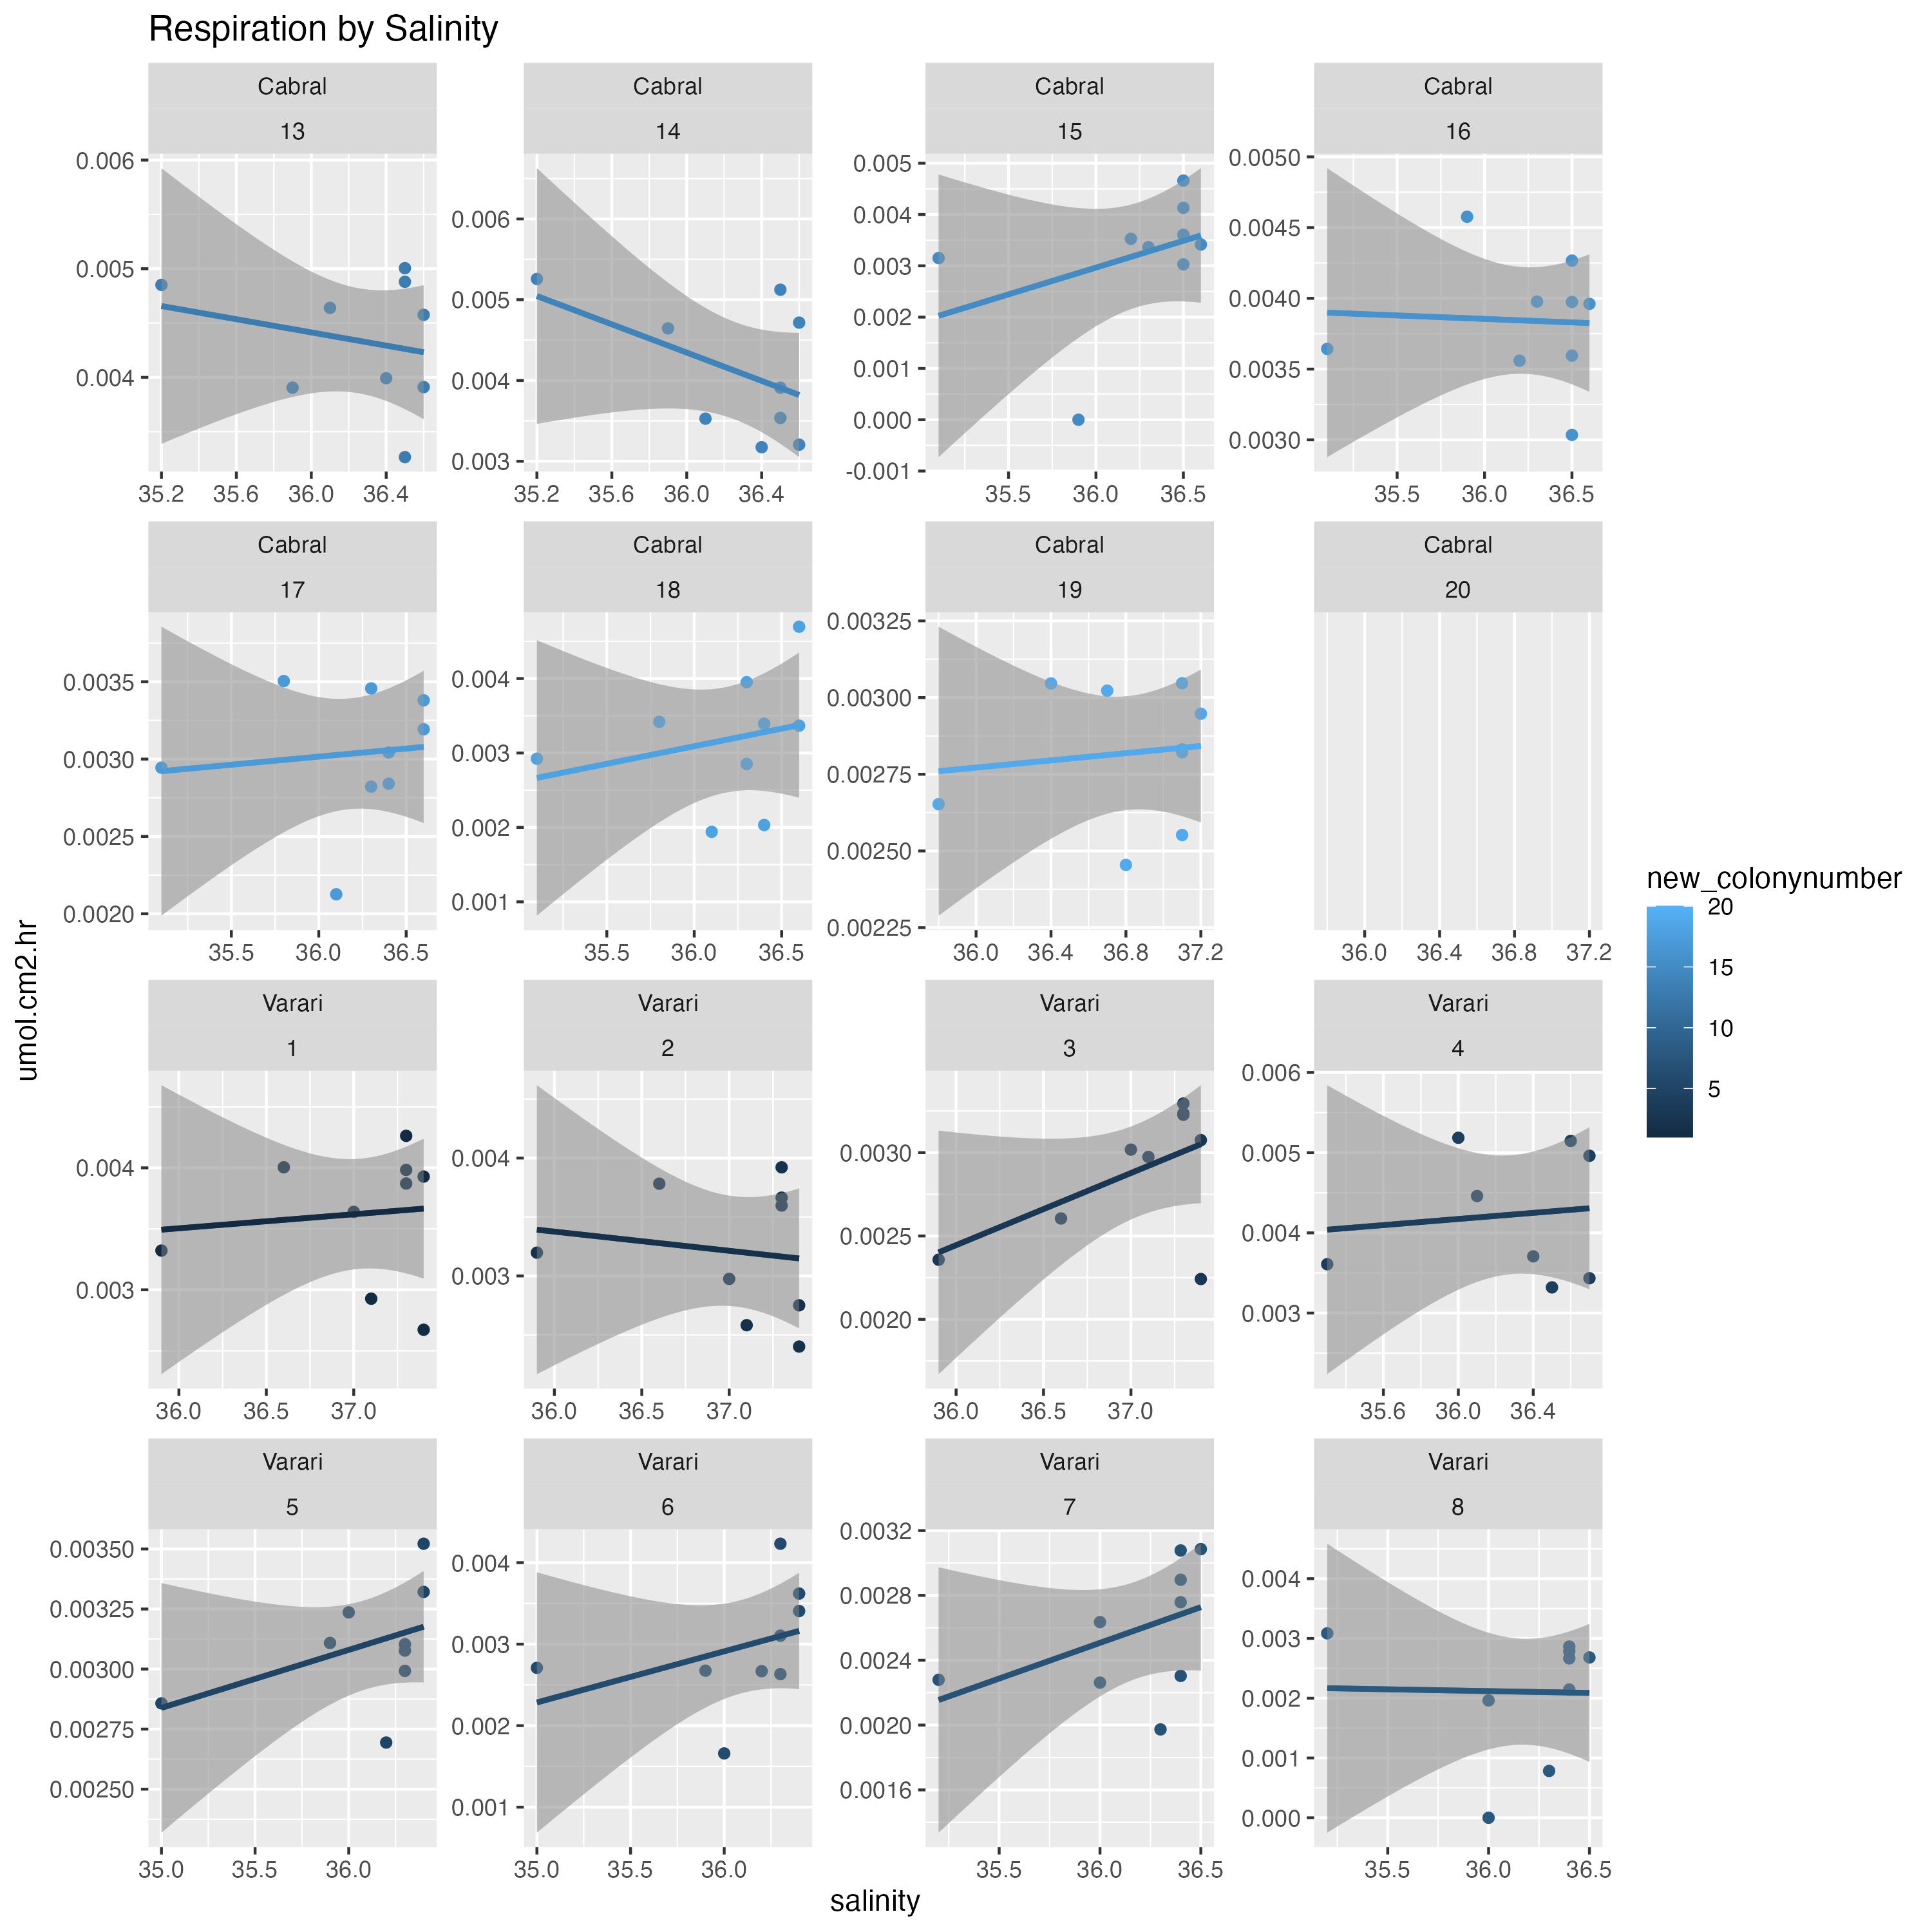 Respiration by Salinity
Cabral Cabral Cabral Cabral
13 14 15 16
0.006
0.005
0.004
35.2 35.6 36.0 36.4
0.006
0.005
0.004
0.003
35.2 35.6 36.0 36.4
0.005
0.004
0.003
0.002
0.001
0.000
-0.001
35.5 36.0 36.5
0.0050
0.0045
0.0040
0.0035
0.0030
35.5 36.0 36.5
Cabral Cabral Cabral Cabral
17 18 19 20
0.0035
0.0030
0.0025
0.0020
35.5 36.0 36.5
0.004
0.003
0.002
0.001
35.5 36.0 36.5
0.00325
0.00300
0.00275
0.00250
0.00225
36.0 36.4 36.8 37.2
36.0 36.4 36.8 37.2
Varari Varari Varari Varari
1 2 3 4
0.004
0.003
36.0 36.5 37.0
0.004
0.003
36.0 36.5 37.0
0.0030
0.0025
0.0020
36.0 36.5 37.0
0.006
0.005
0.004
0.003
35.6 36.0 36.4
Varari Varari Varari Varari
5 6 7 8
0.00350
0.00325
0.00300
0.00275
0.00250
35.0 35.5 36.0
0.004
0.003
0.002
0.001
35.0 35.5 36.0
0.0032
0.0028
0.0024
0.0020
0.0016
35.5 36.0 36.5
0.004
0.003
0.002
0.001
0.000
35.5 36.0 36.5
umol.cm2.hr
salinity
new_colonynumber
20
15
10
5